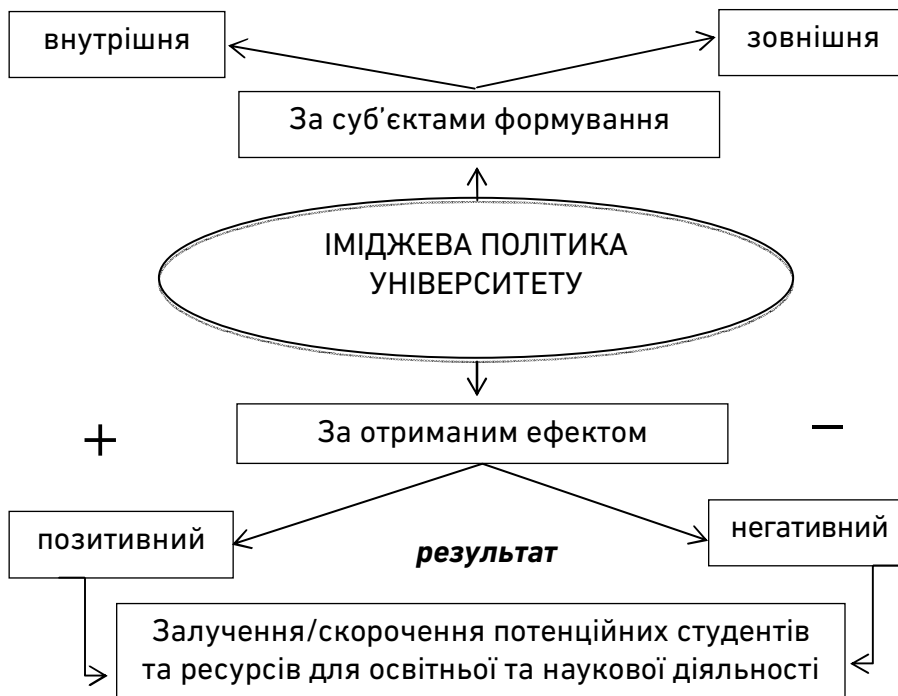 внутрішня
зовнішня
За суб’єктами формування
ІМІДЖЕВА ПОЛІТИКА
УНІВЕРСИТЕТУ
+
За отриманим ефектом
–
позитивний
результат
негативний
Залучення/скорочення потенційних студентів
та ресурсів для освітньої та наукової діяльності